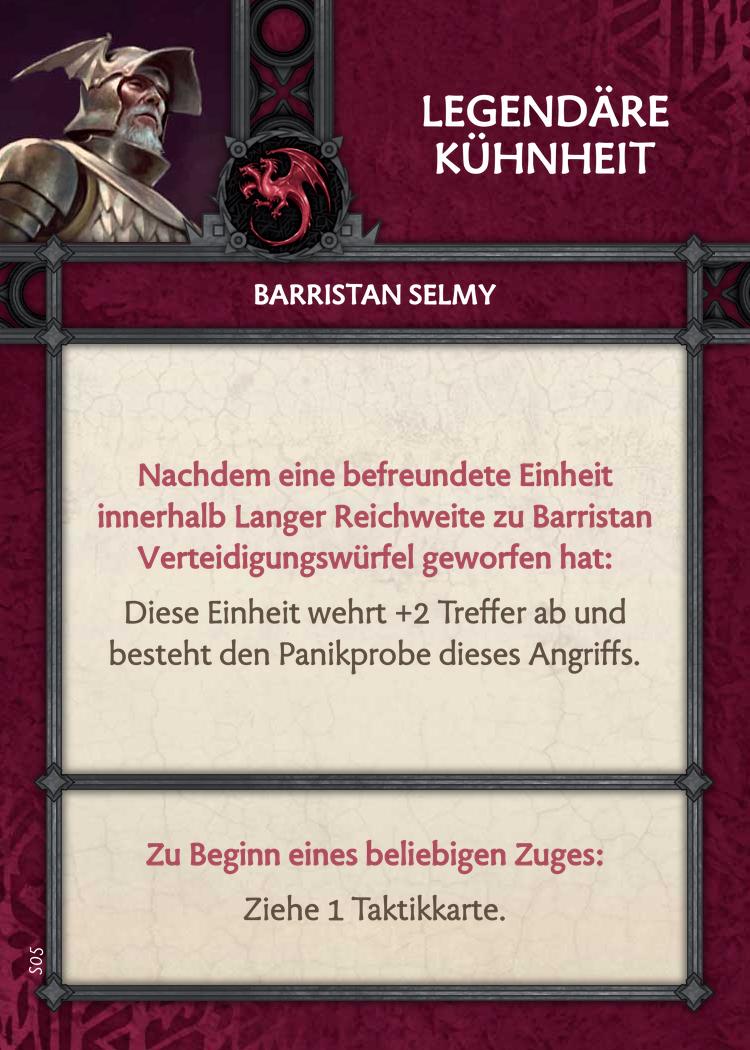 LEGENDÄRE
KÜHNHEIT
BARRISTAN SELMY
Nachdem eine befreundete Einheit
innerhalb Langer Reichweite zu Barristan
Verteidigungswürfel geworfen hat:
Diese Einheit wehrt +2 Treffer ab und
besteht den Panikprobe dieses Angriffs.
Zu Beginn eines beliebigen Zuges:
Ziehe 1 Taktikkarte.
S05